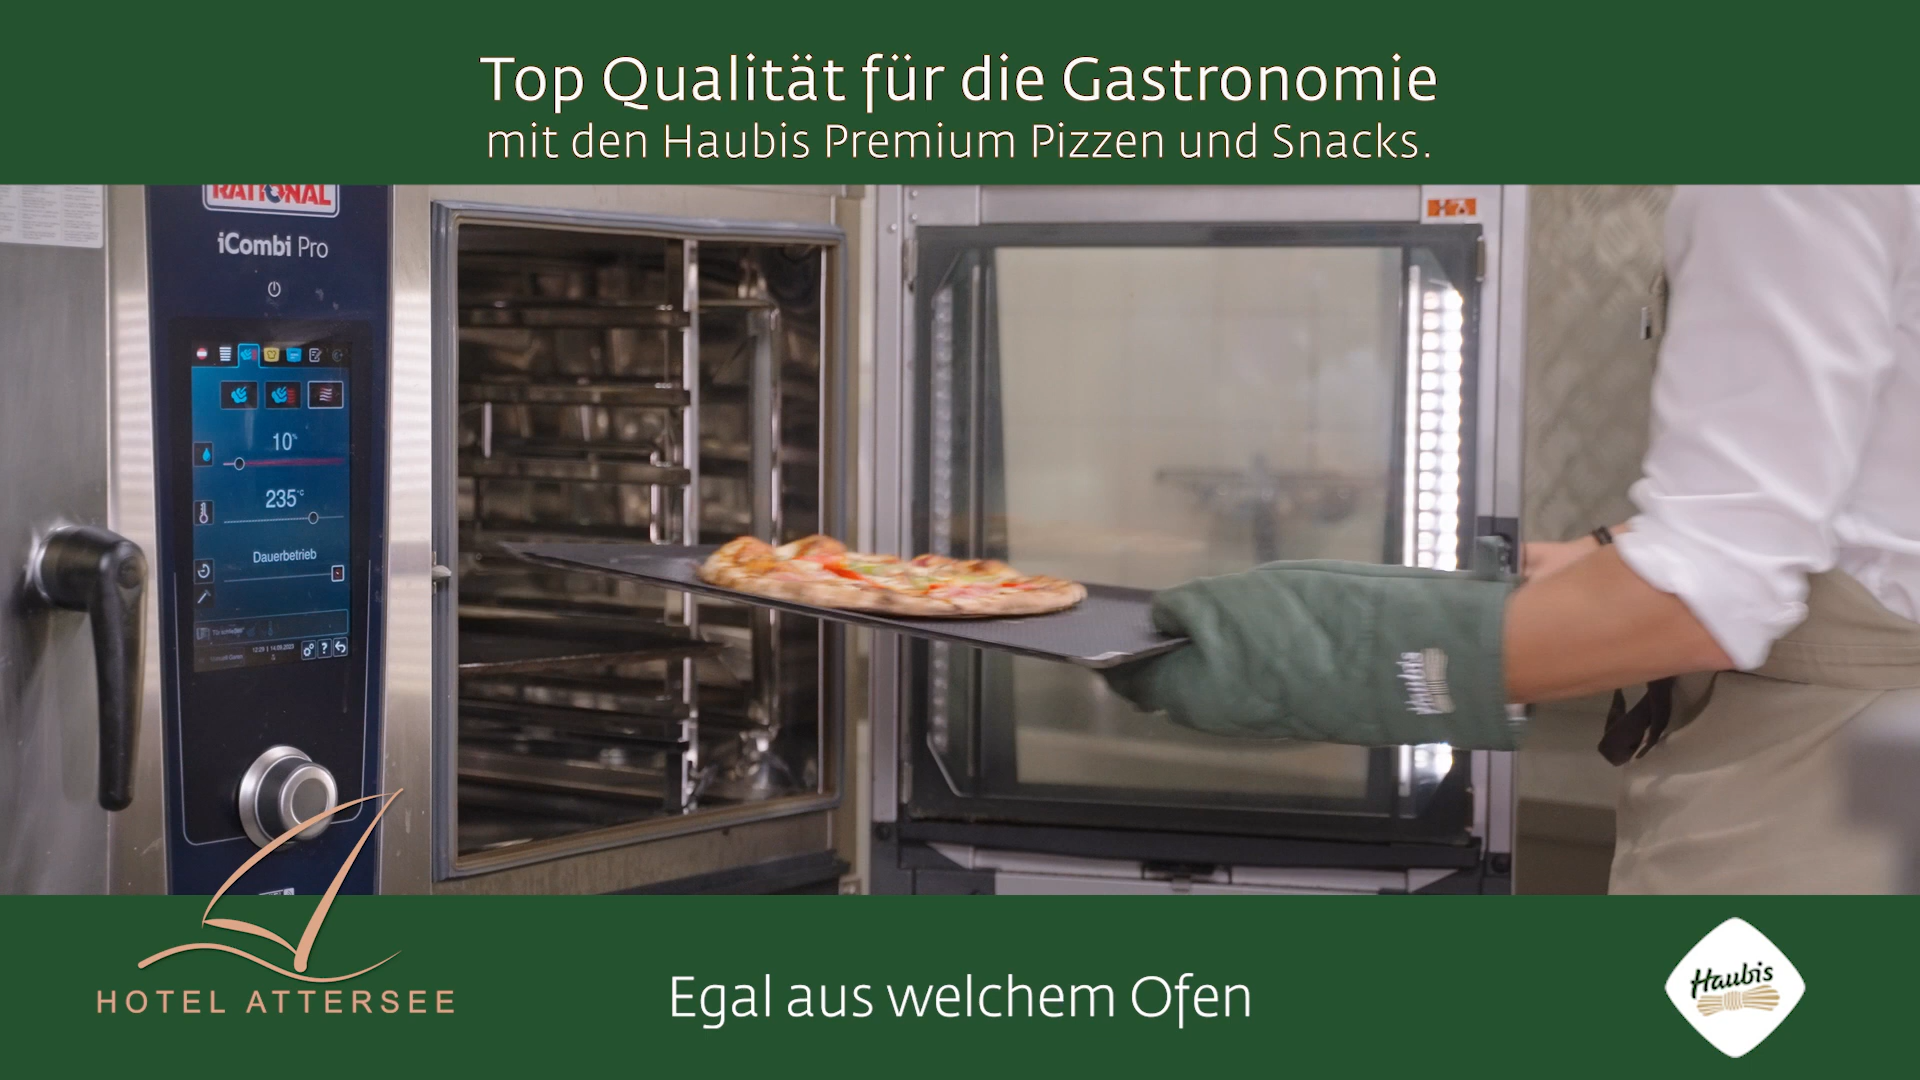 Top Qualität für die Gastronomie
mit den Haubis Premium Pizzen und Snacks.
RATIONAL
iCombi Pro
10%
235°C
Dauerbetrieb
Haubis
HOTEL ATTERSEE
Egal aus welchem Ofen
Haubis